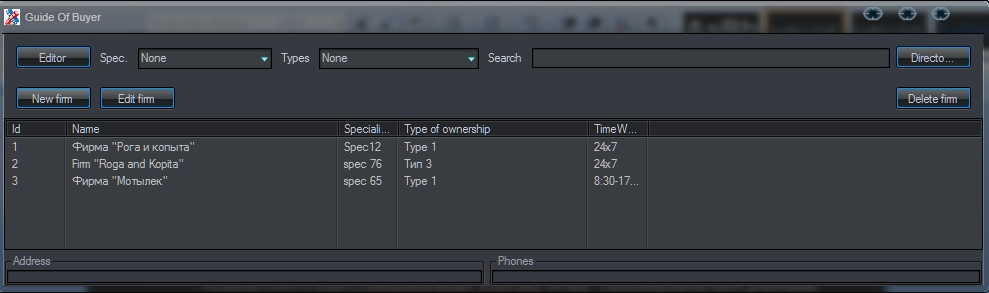 Guide Of Buyer
Editor Spec. None Types None Search Directo...
New firm Edit firm Delete firm
Id Name Speciali... Type of ownership TimeW...
1 Фирма "Рога и копыта" Spec12 Type 1 24x7
2 Firm "Roga and Kopita" spec 76 Тип 3 24x7
3 Фирма "Мотылек" spec 65 Type 1 8:30-17...
Address Phones